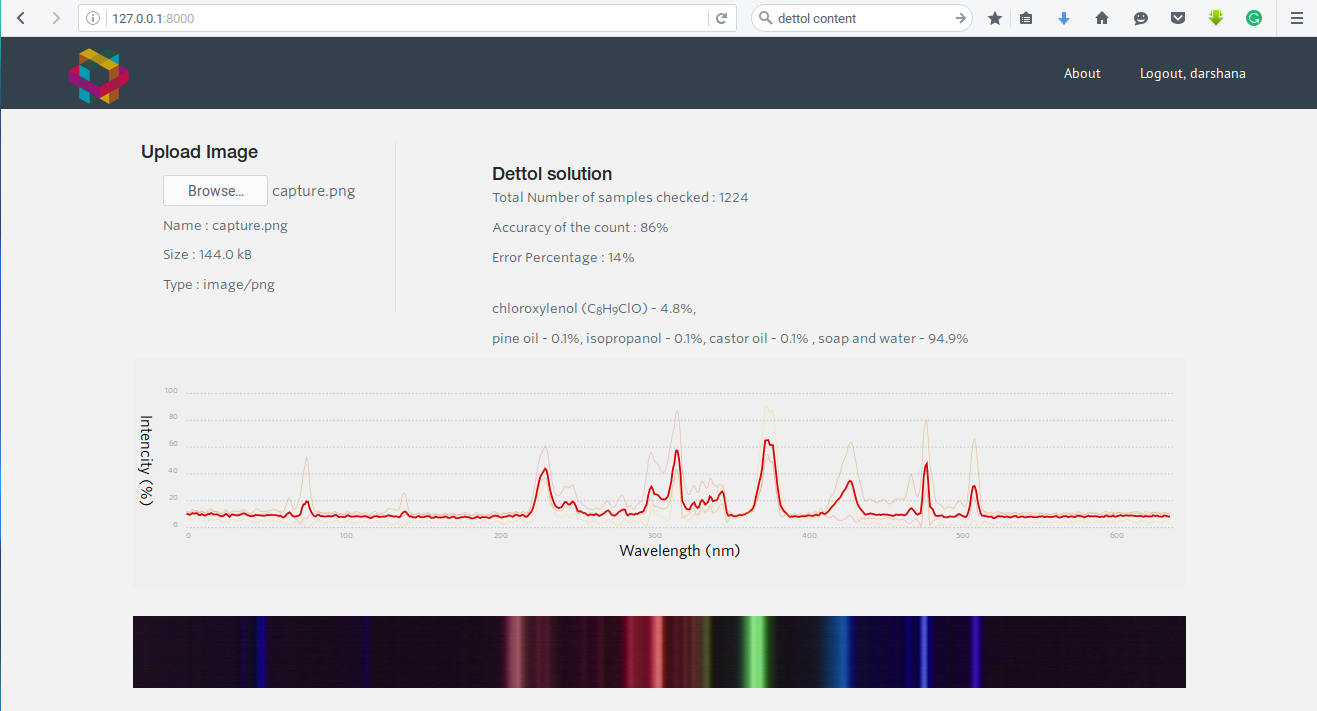 127.0.0.1:8000
dettol content
About
Logout, darshana
Upload Image
Browse...
capture.png
Name : capture.png
Size : 144.0 kB
Type : image/png
Dettol solution
Total Number of samples checked : 1224
Accuracy of the count : 86%
Error Percentage : 14%
chloroxylenol (C₈H₉ClO) - 4.8%,
pine oil - 0.1%, isopropanol - 0.1%, castor oil - 0.1% , soap and water - 94.9%
Intencity (%)
100
80
60
40
20
0
0 100 200 300 400 500 600
Wavelength (nm)